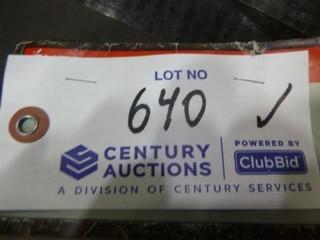 LOT NO
640 ✓
CENTURY AUCTIONS
POWERED BY
ClubBid
A DIVISION OF CENTURY SERVICES